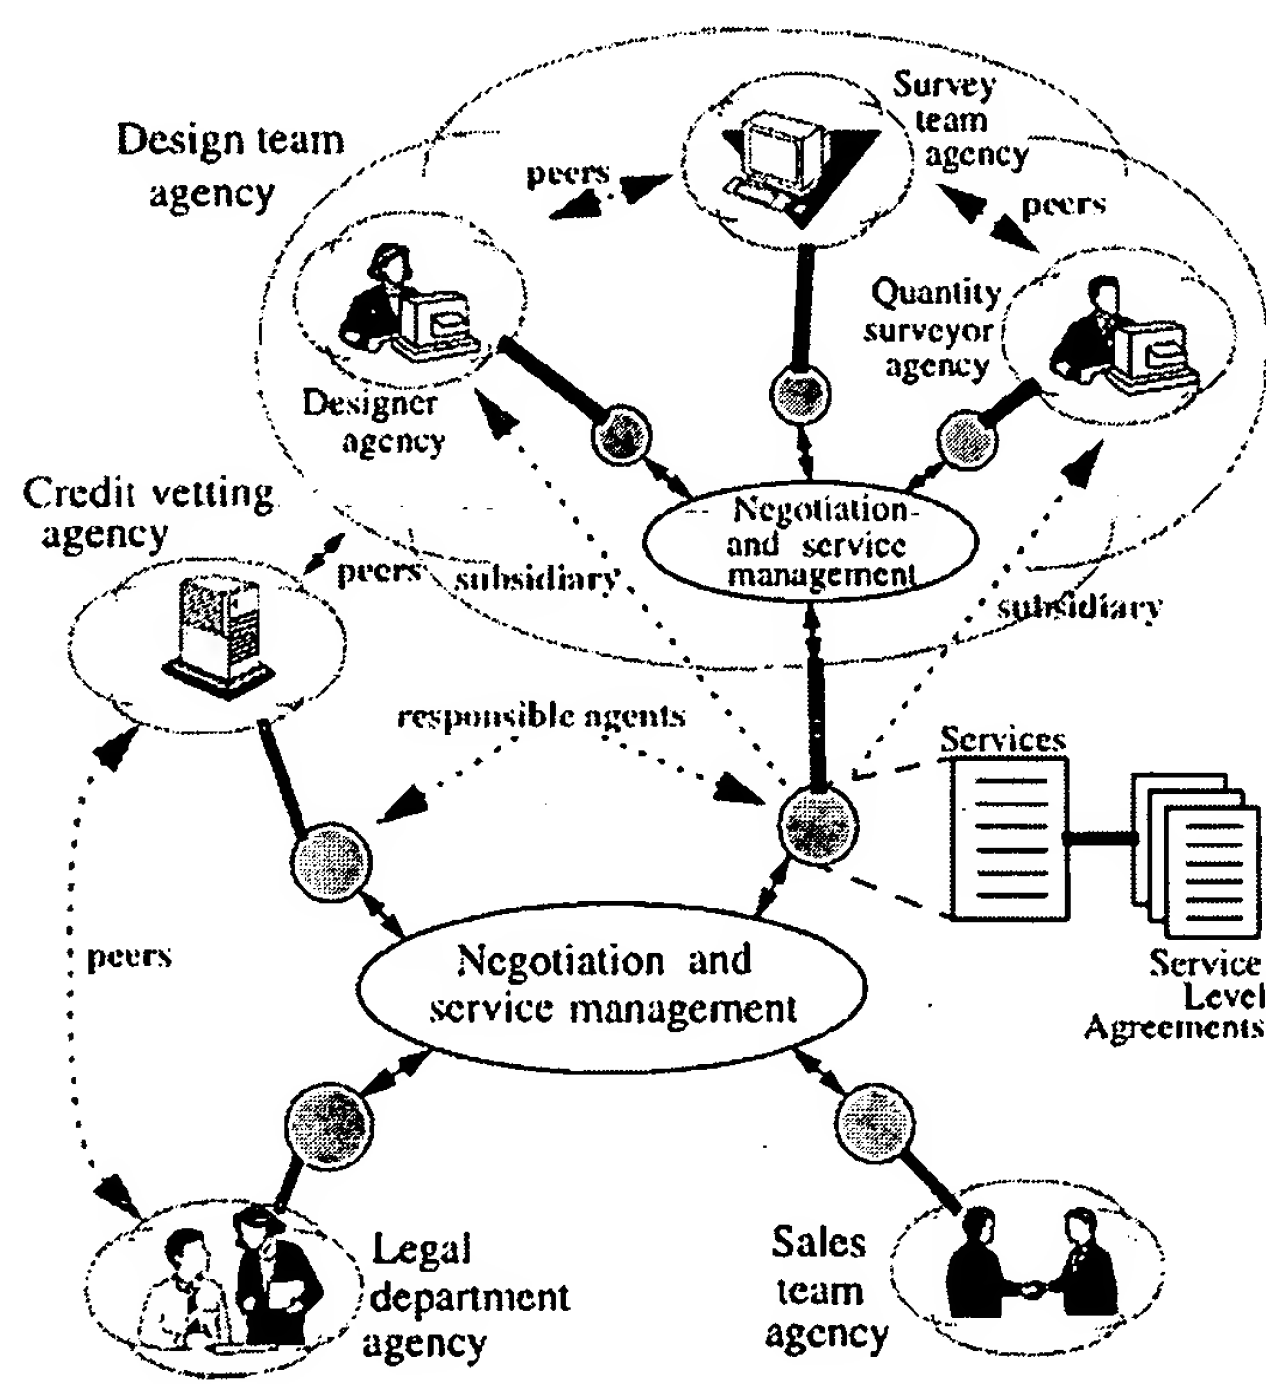 Design team
agency
peers
Survey
team
agency
peers
Designer
agency
Quantity
surveyor
agency
Credit vetting
agency
peers
subsidiary
Negotiation
and service
management
subsidiary
responsible agents
Services
peers
Negotiation and
service management
Service
Level
Agreements
Legal
department
agency
Sales
team
agency